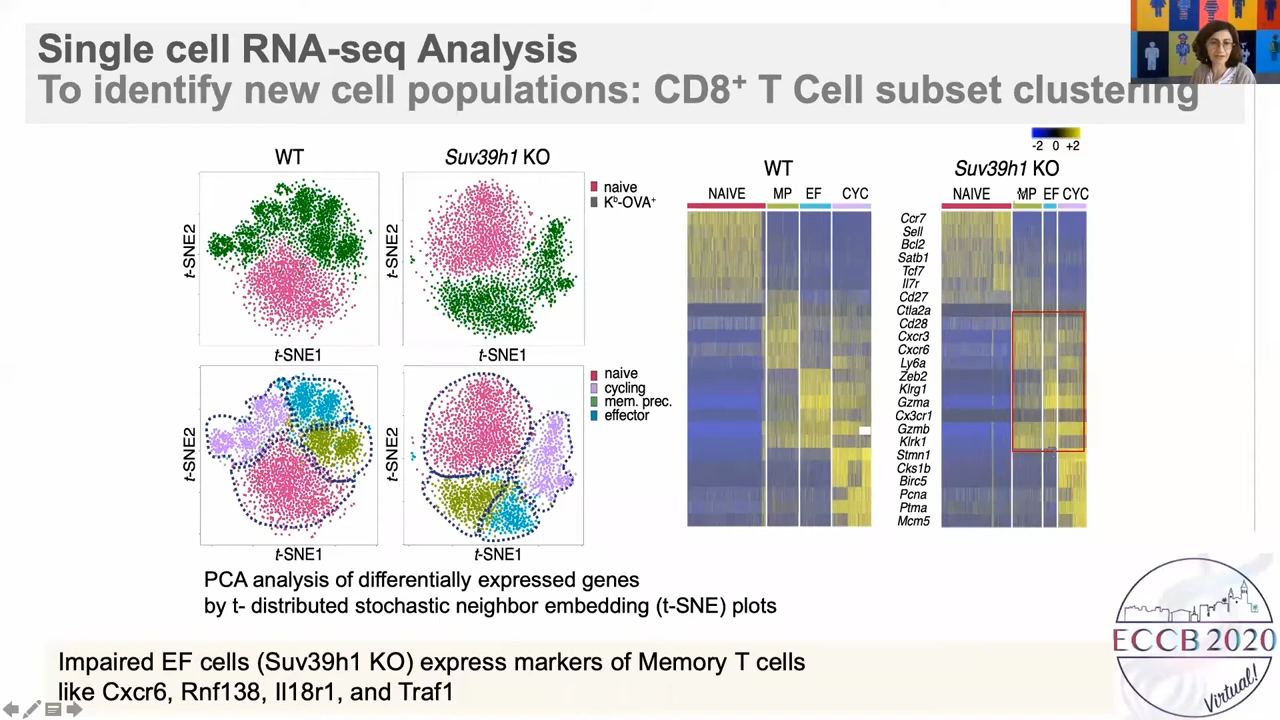 Single cell RNA-seq Analysis
To identify new cell populations: CD8+ T Cell subset clustering
WT
Suv39h1 KO
naive
Kb-OVA+
t-SNE2
t-SNE2
t-SNE1
t-SNE1
naive
cycling
mem. prec.
effector
t-SNE2
t-SNE2
t-SNE1
t-SNE1
-2 0 +2
WT
Suv39h1 KO
NAIVE MP EF CYC
NAIVE MP EF CYC
Ccr7
Sell
Bcl2
Satb1
Tcf7
Il7r
Cd27
Ctla2a
Cd28
Cxcr3
Cxcr6
Ly6a
Zeb2
Klrg1
Gzma
Cx3cr1
Gzmb
Klrk1
Stmn1
Cks1b
Birc5
Pcna
Ptma
Mcm5
PCA analysis of differentially expressed genes
by t- distributed stochastic neighbor embedding (t-SNE) plots
Impaired EF cells (Suv39h1 KO) express markers of Memory T cells
like Cxcr6, Rnf138, Il18r1, and Traf1
ECCB 2020
Virtual!